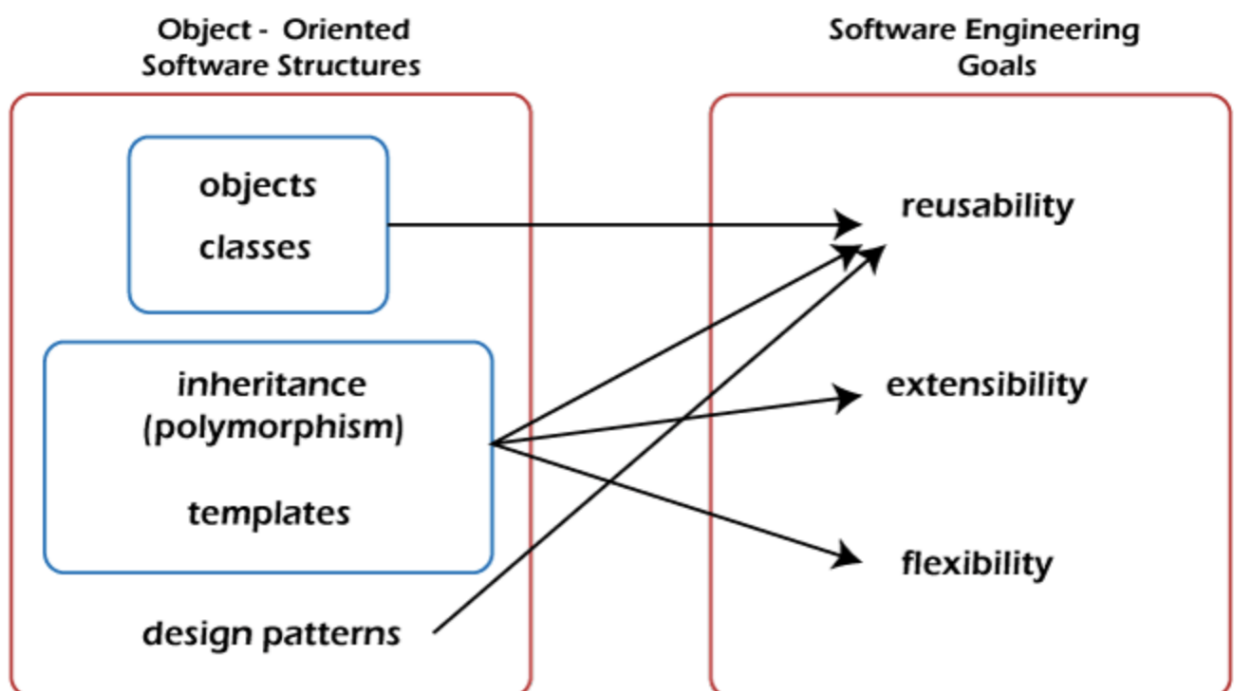 Object - Oriented
Software Structures
objects
classes
inheritance
(polymorphism)
templates
design patterns
Software Engineering
Goals
reusability
extensibility
flexibility